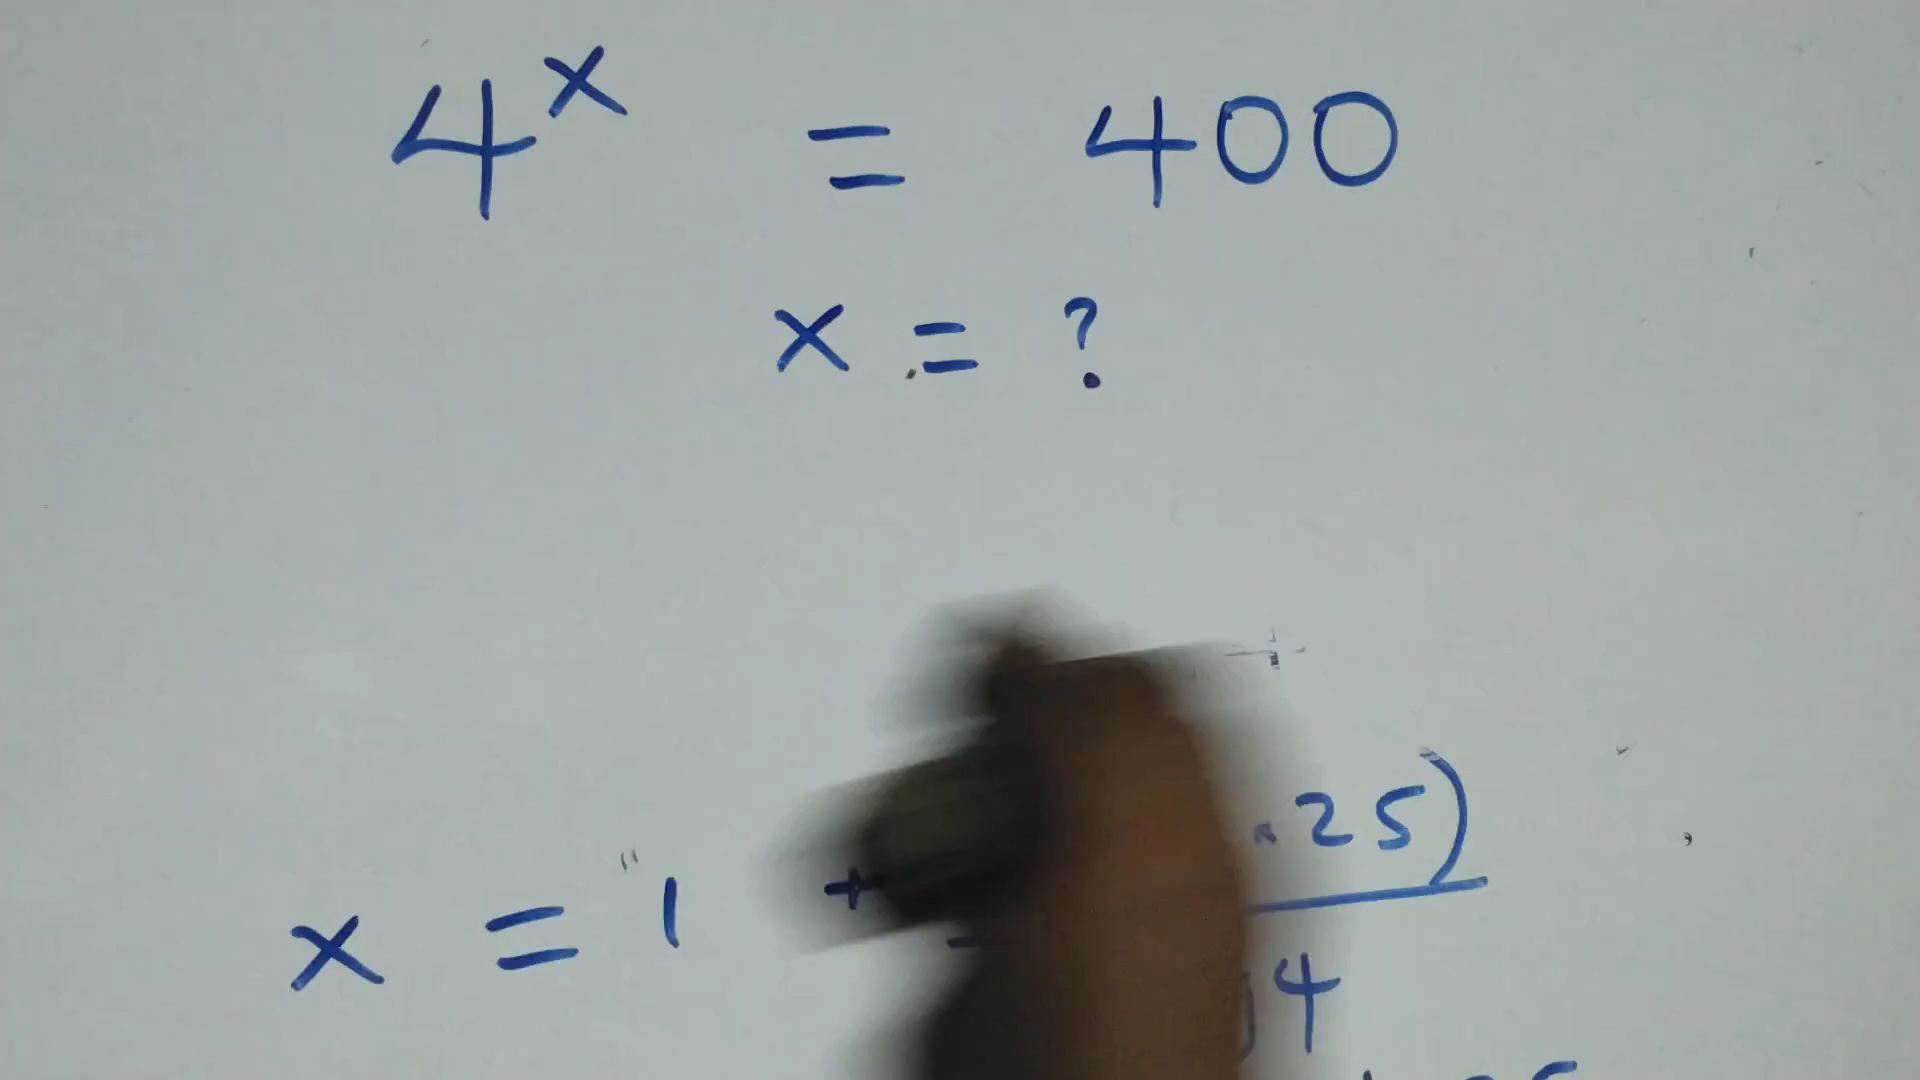 4^x = 400
x = ?
.25)
x = 1 +
4